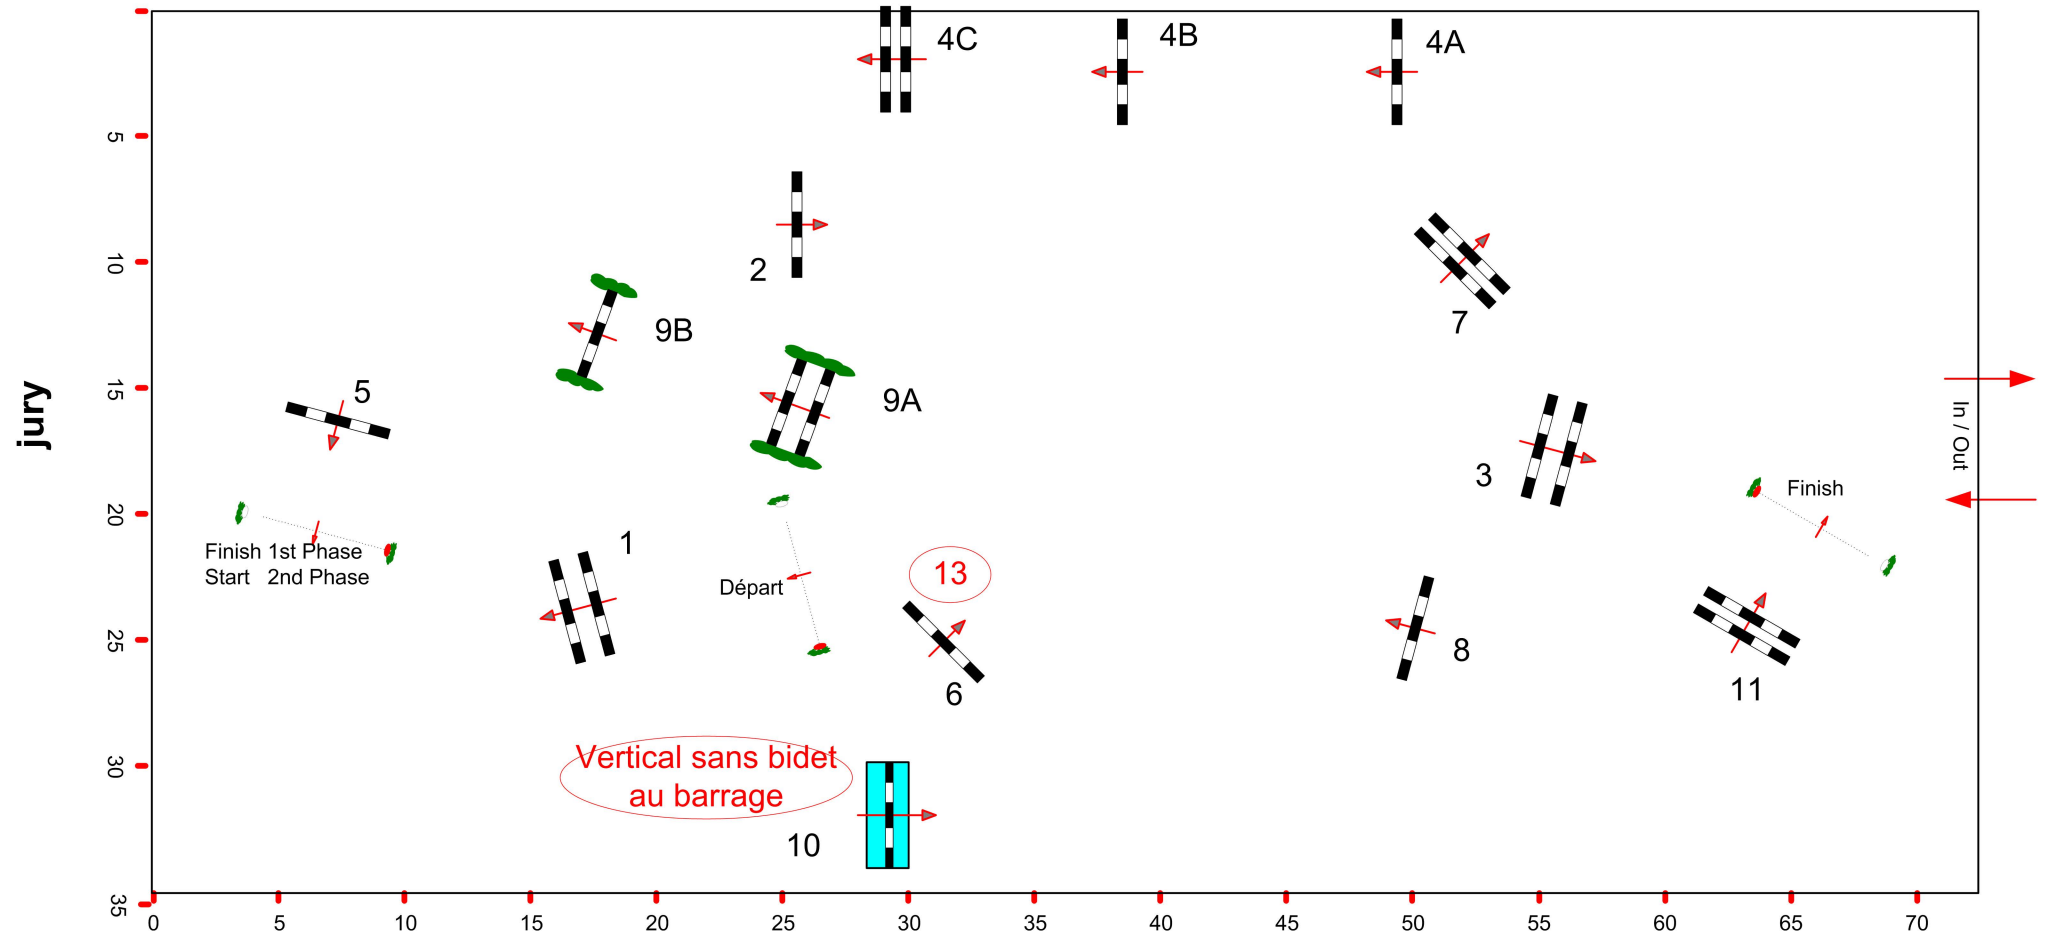 4C
4B
4A
5
2
10
7
9B
9A
15
5
jury
3
In / Out
Finish
20
Finish 1st Phase
Start 2nd Phase
1
Départ
13
25
8
6
11
Vertical sans bidet
au barrage
30
10
35
0 5 10 15 20 25 30 35 40 45 50 55 60 65 70